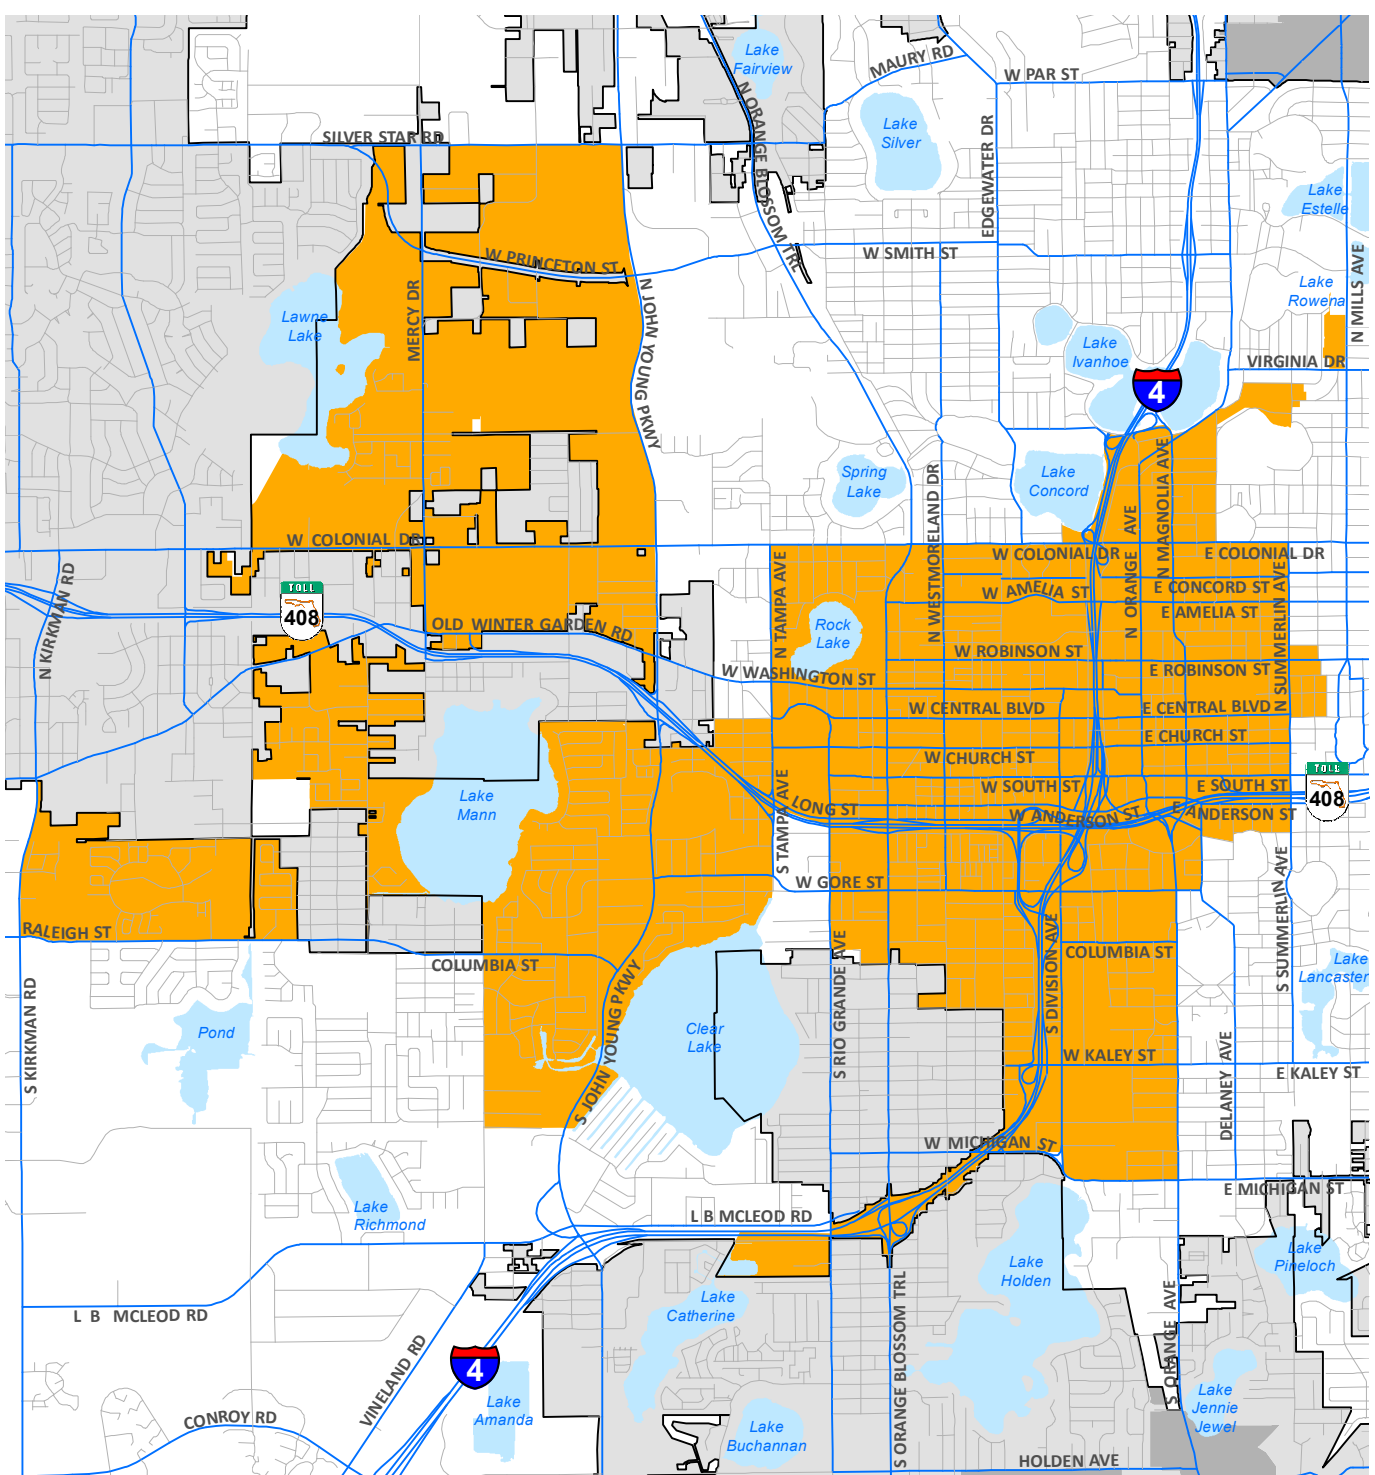 Lake
Fairview
MAURY RD
W PAR ST
SILVER STAR RD
N ORANGE BLOSSOM TRL
Lake
Silver
EDGEWATER DR
Lake
Estelle
W SMITH ST
W PRINCETON ST
MERCY DR
N JOHN YOUNG PKWY
Lake
Rowena
N MILLS AVE
Lawne
Lake
Lake
Ivanhoe
4
VIRGINIA DR
Spring
Lake
N WESTMORELAND DR
Lake
Concord
N ORANGE AVE
N MAGNOLIA AVE
W COLONIAL DR
W COLONIAL DR
E COLONIAL DR
N KIRKMAN RD
TOLL
408
N TAMPA AVE
W AMELIA ST
E CONCORD ST
E AMELIA ST
N SUMMERLIN AVE
OLD WINTER GARDEN RD
Rock
Lake
W ROBINSON ST
E ROBINSON ST
W WASHINGTON ST
W CENTRAL BLVD
E CENTRAL BLVD
E CHURCH ST
W CHURCH ST
W SOUTH ST
E SOUTH ST
TOLL
408
Lake
Mann
S TAMPA AVE
LONG ST
W ANDERSON ST
E ANDERSON ST
W GORE ST
S SUMMERLIN AVE
RALEIGH ST
COLUMBIA ST
COLUMBIA ST
S RIO GRANDE AVE
S DIVISION AVE
Lake
Lancaster
S KIRKMAN RD
Pond
S JOHN YOUNG PKWY
Clear
Lake
W KALEY ST
E KALEY ST
DELANEY AVE
W MICHIGAN ST
E MICHIGAN ST
Lake
Richmond
L B MCLEOD RD
Lake
Holden
Lake
Pineloch
L B MCLEOD RD
Lake
Catherine
VINELAND RD
4
S ORANGE BLOSSOM TRL
S ORANGE AVE
Lake
Amanda
CONROY RD
Lake
Buchannan
Lake
Jennie
Jewel
HOLDEN AVE